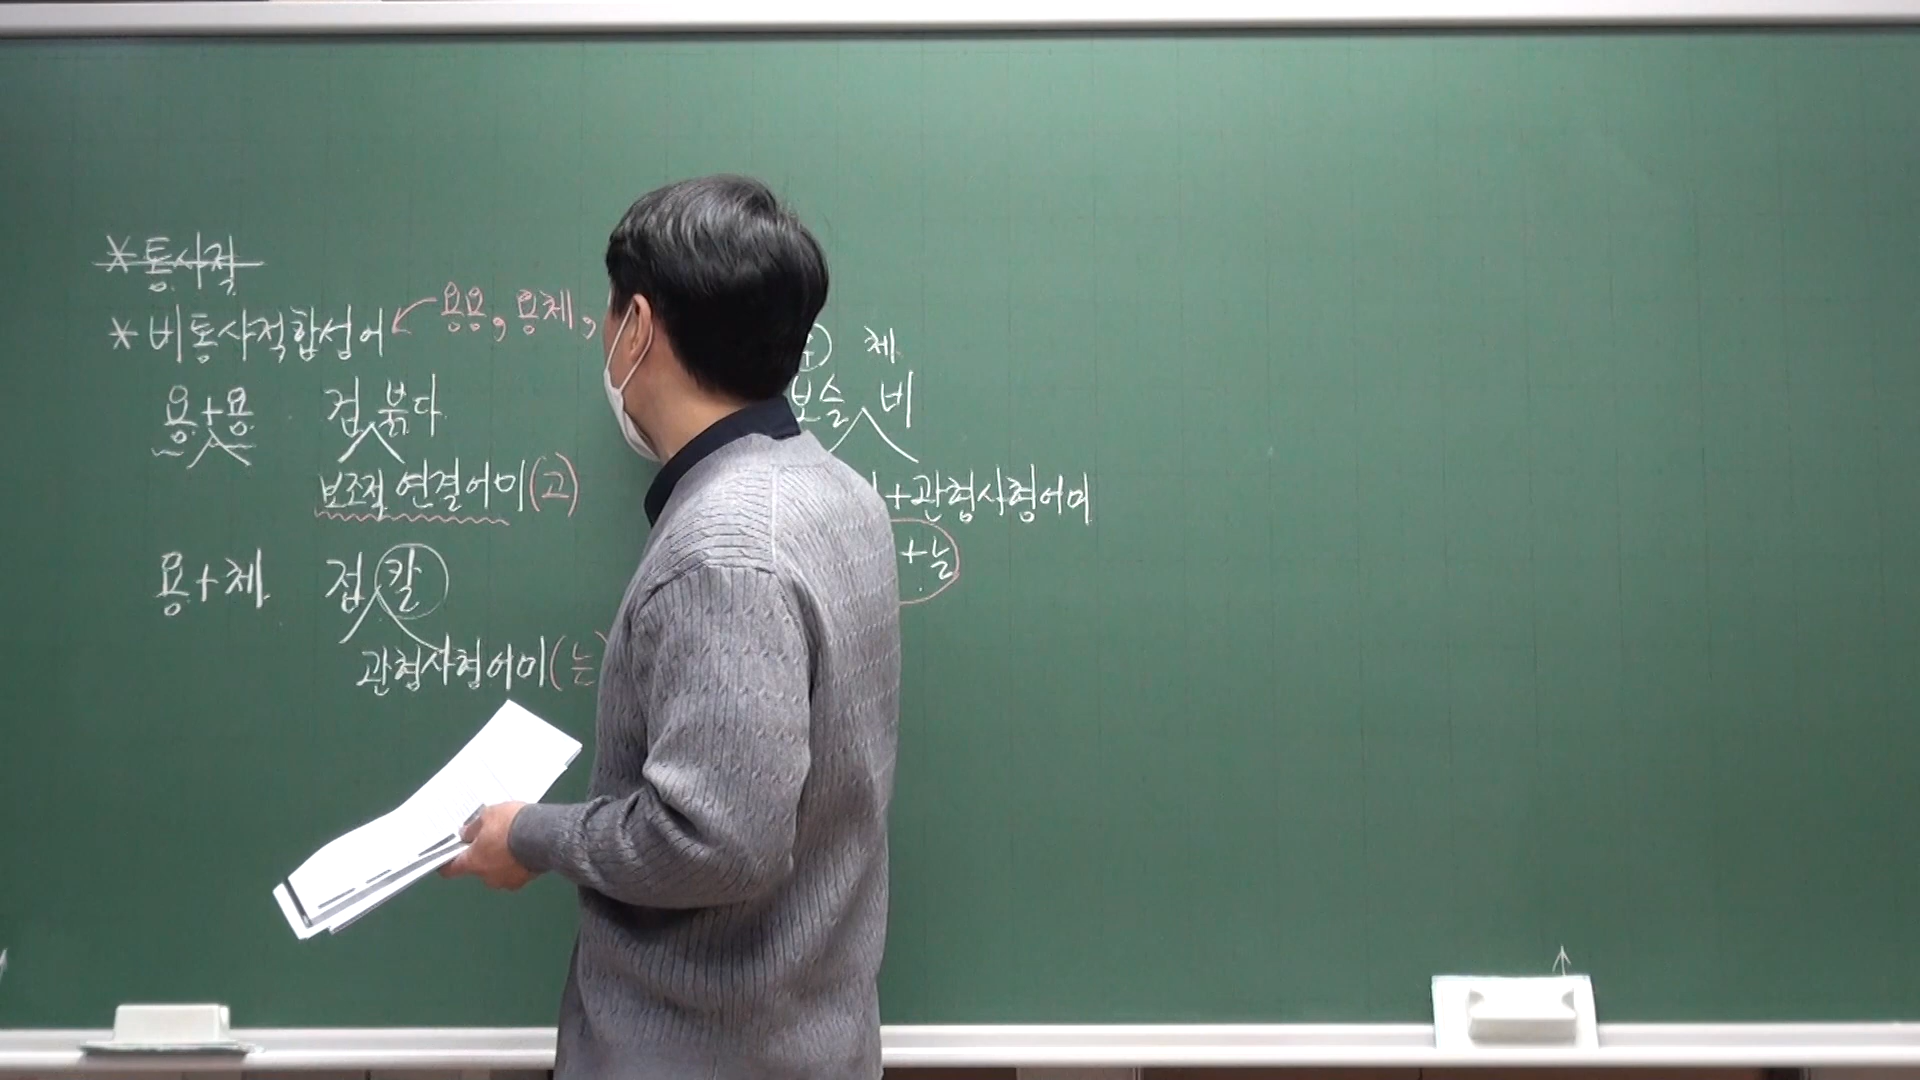 *통사적
*비통사적합성어 ↙ 용용, 용체,
용+용 검붉다
보조적 연결어미(고)
용+체 접칼
관형사형어미(는
체
보슬비
+관형사형어미
+는